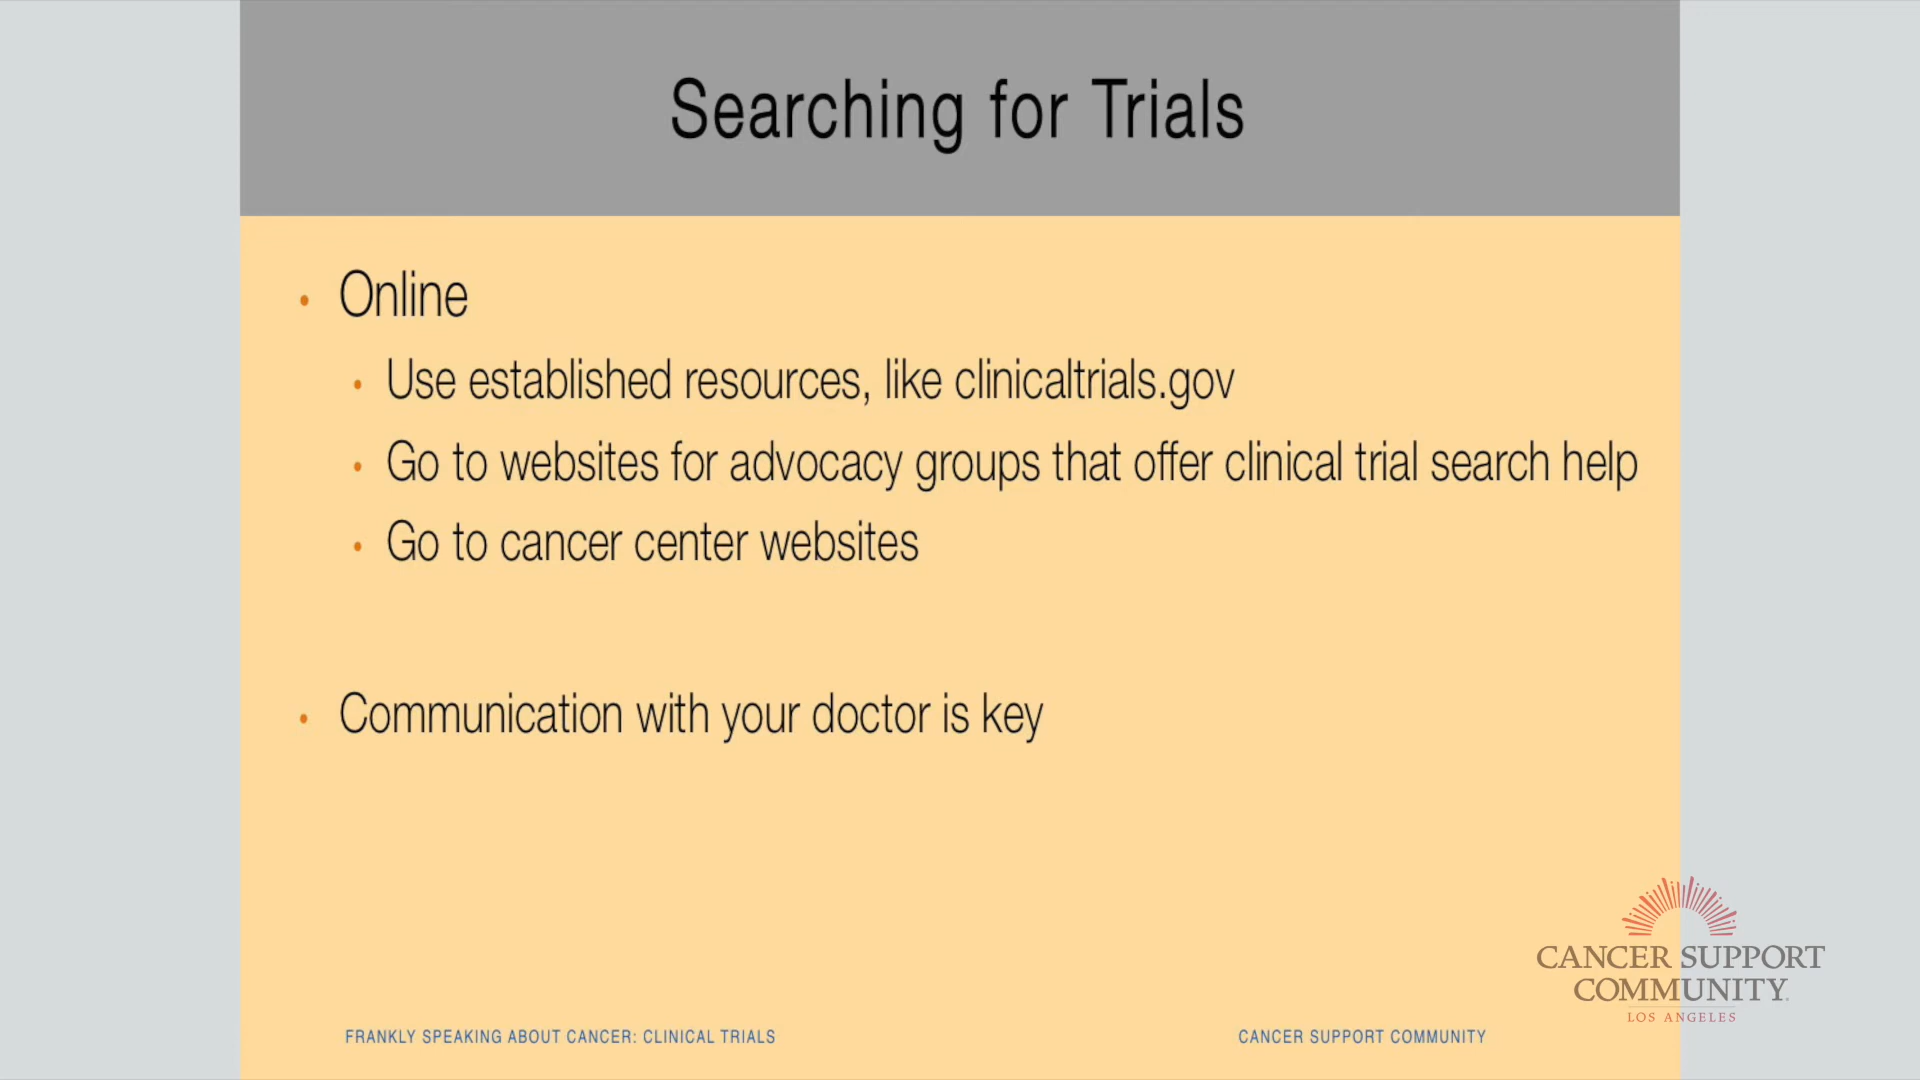 Searching for Trials
• Online
• Use established resources, like clinicaltrials.gov
• Go to websites for advocacy groups that offer clinical trial search help
• Go to cancer center websites
• Communication with your doctor is key
CANCER SUPPORT
COMMUNITY
LOS ANGELES
FRANKLY SPEAKING ABOUT CANCER: CLINICAL TRIALS
CANCER SUPPORT COMMUNITY